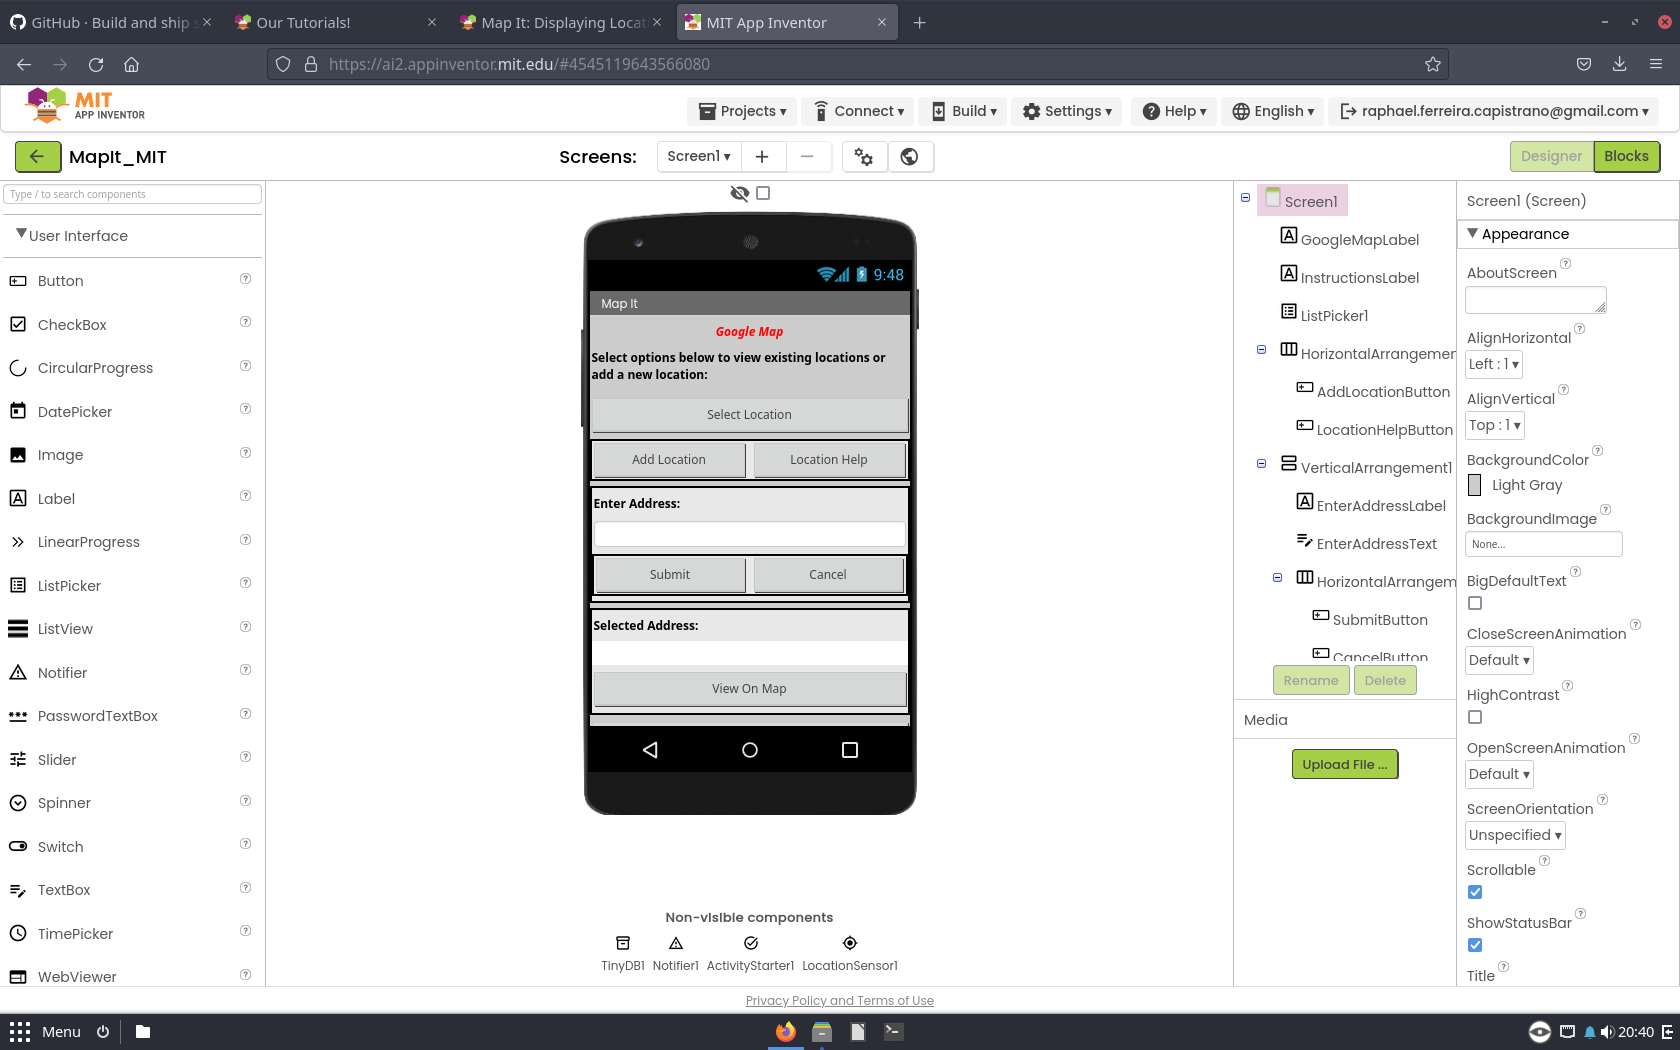 GitHub · Build and ship s
Our Tutorials!
Map It: Displaying Locat
MIT App Inventor
https://ai2.appinventor.mit.edu/#4545119643566080
MIT
APP INVENTOR
Projects
Connect
Build
Settings
Help
English
raphael.ferreira.capistrano@gmail.com
MapIt_MIT
Screens:
Screen1
Designer
Blocks
Type / to search components
User Interface
Button
CheckBox
CircularProgress
DatePicker
Image
Label
LinearProgress
ListPicker
ListView
Notifier
PasswordTextBox
Slider
Spinner
Switch
TextBox
TimePicker
WebViewer
9:48
Map It
Google Map
Select options below to view existing locations or
add a new location:
Select Location
Add Location
Location Help
Enter Address:
Submit
Cancel
Selected Address:
View On Map
Non-visible components
TinyDB1
Notifier1
ActivityStarter1
LocationSensor1
Screen1
GoogleMapLabel
InstructionsLabel
ListPicker1
HorizontalArrangemer
AddLocationButton
LocationHelpButton
VerticalArrangement1
EnterAddressLabel
EnterAddressText
HorizontalArrangem
SubmitButton
CancelButton
Rename
Delete
Media
Upload File ...
Screen1 (Screen)
Appearance
AboutScreen
AlignHorizontal
Left : 1
AlignVertical
Top : 1
BackgroundColor
Light Gray
BackgroundImage
None...
BigDefaultText
CloseScreenAnimation
Default
HighContrast
OpenScreenAnimation
Default
ScreenOrientation
Unspecified
Scrollable
ShowStatusBar
Title
Privacy Policy and Terms of Use
Menu
20:40